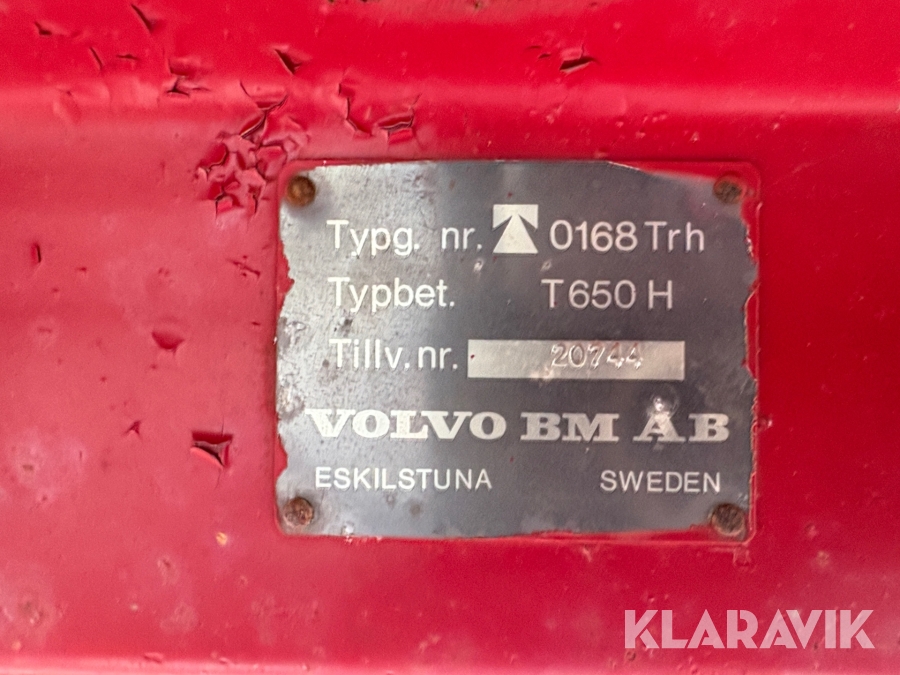 Typg. nr. 0168 Trh
Typbet. T650 H
Tillv. nr. 20744
VOLVO BM AB
ESKILSTUNA SWEDEN
KLARAVIK